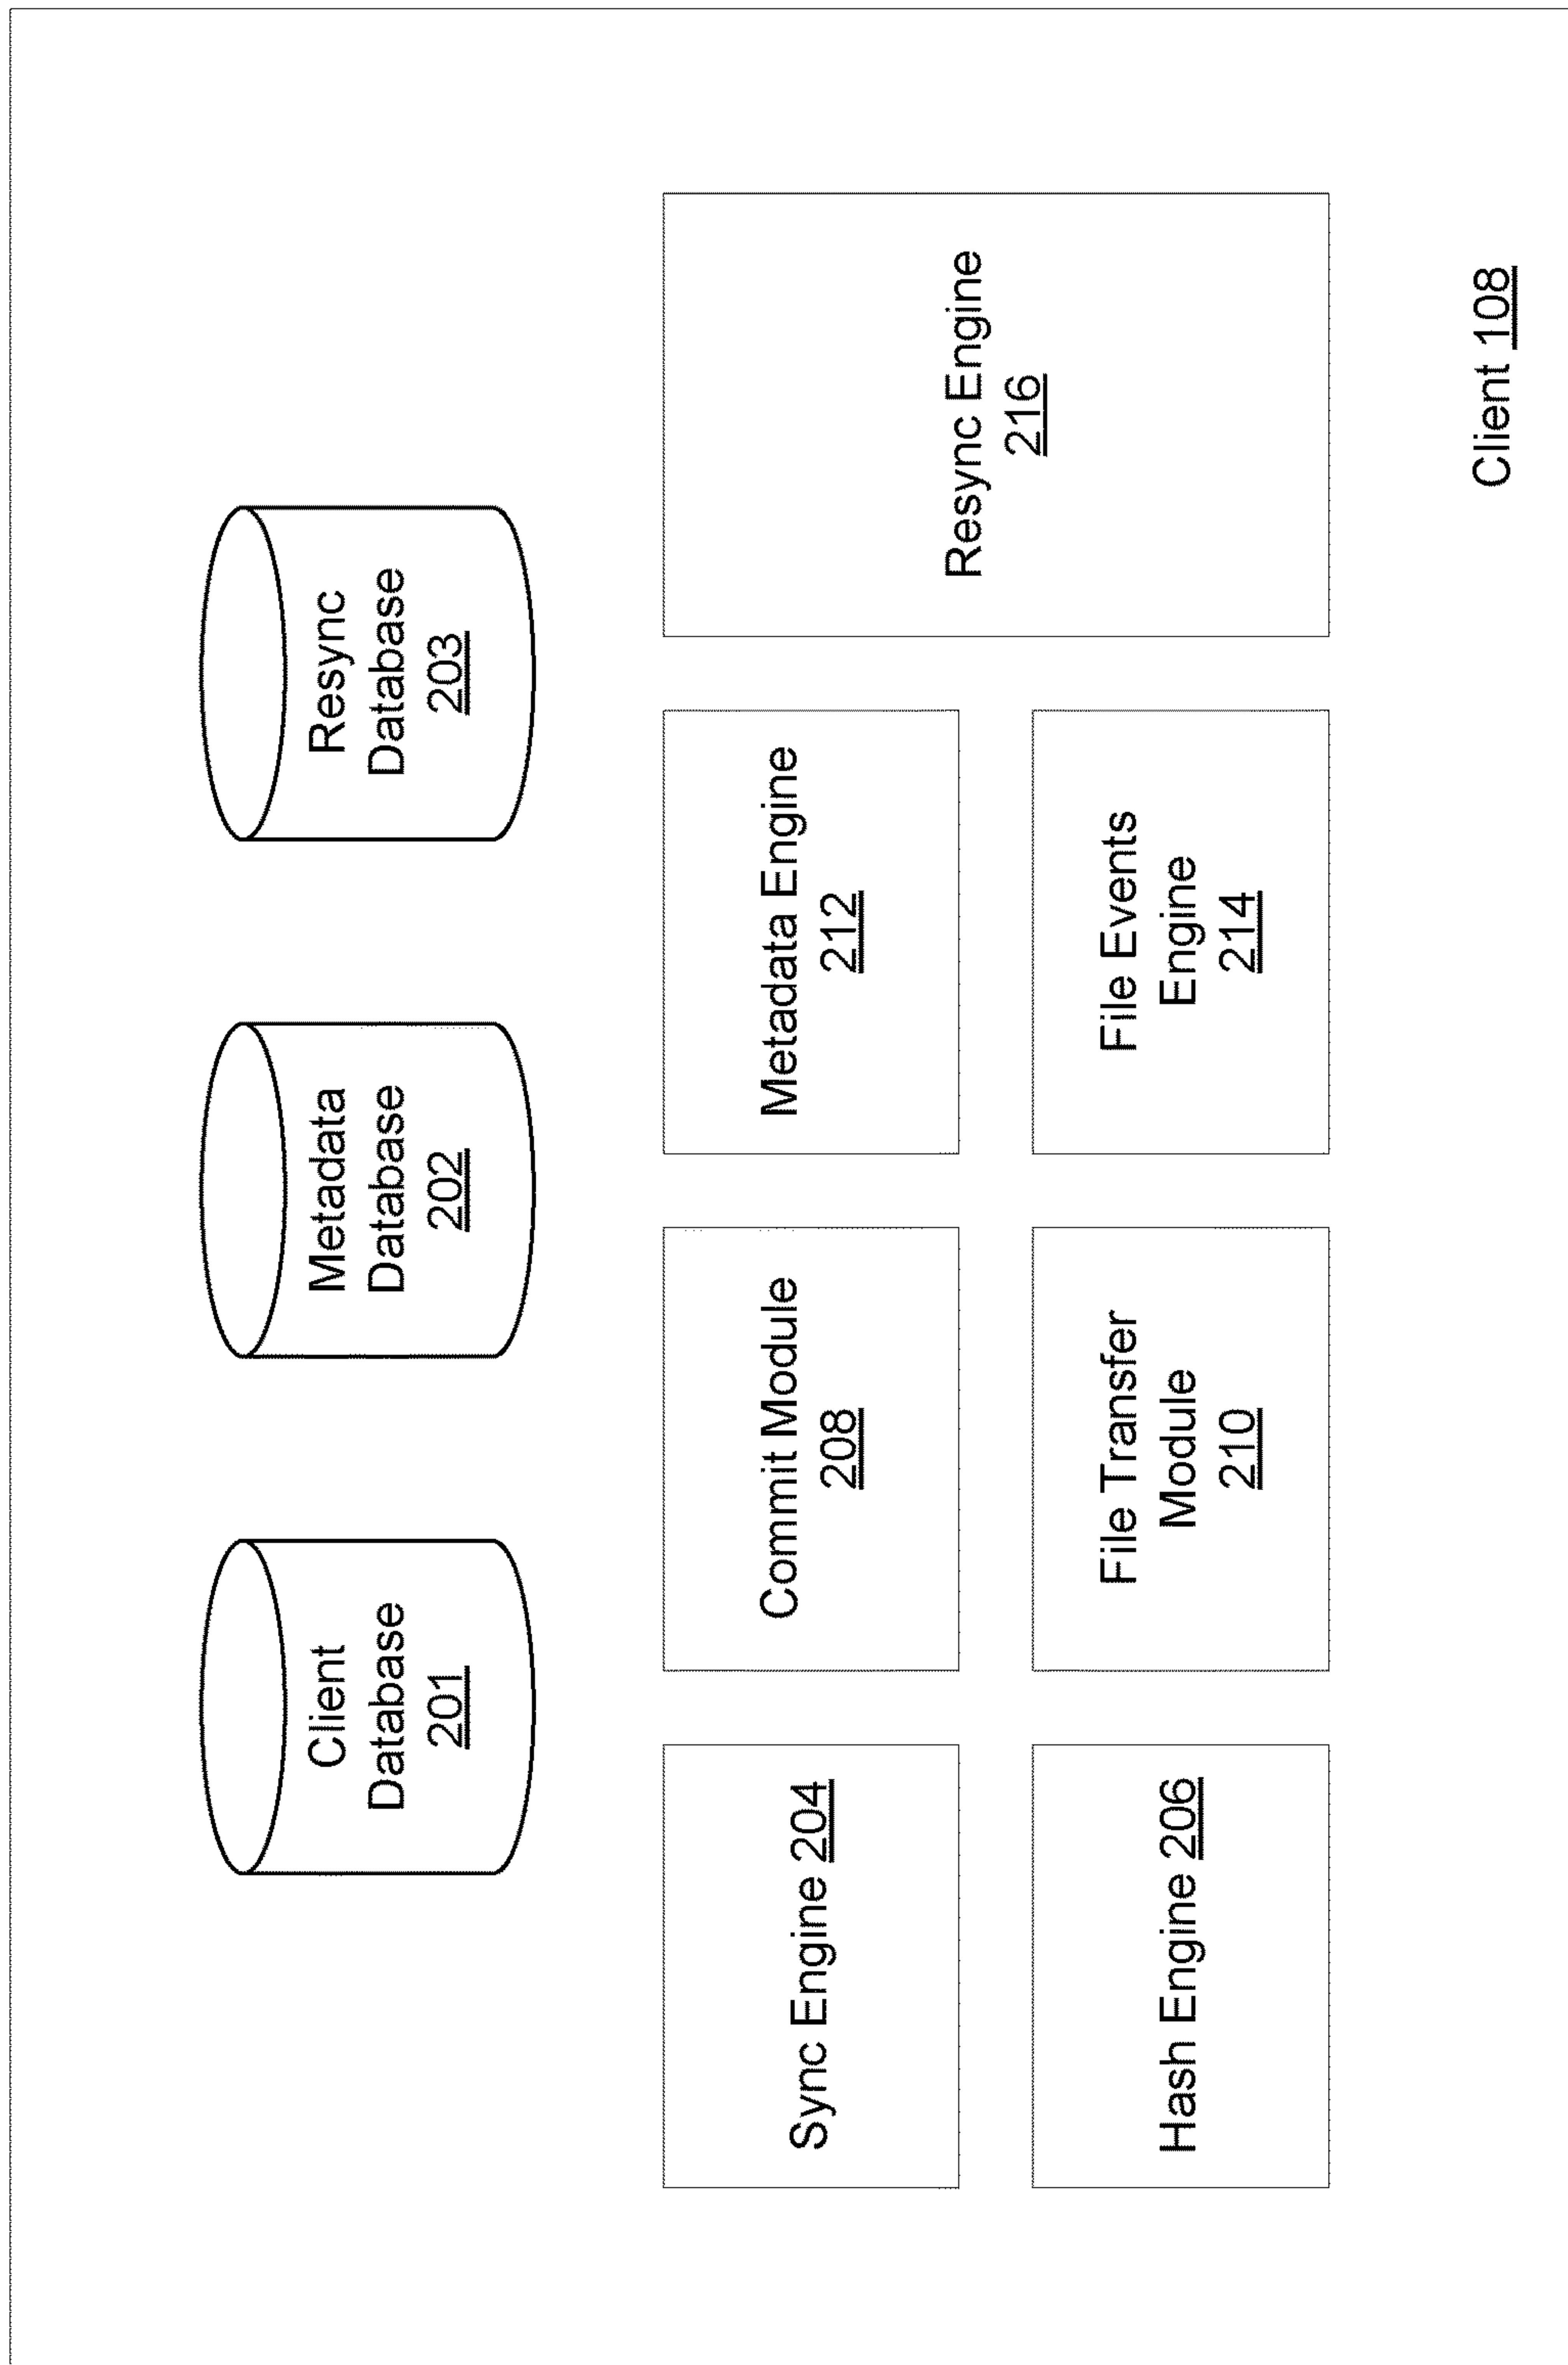 Client
Database
201
Metadata
Database
202
Resync
Database
203
Sync Engine 204
Commit Module
208
Metadata Engine
212
Resync Engine
216
Hash Engine 206
File Transfer
Module
210
File Events
Engine
214
Client 108